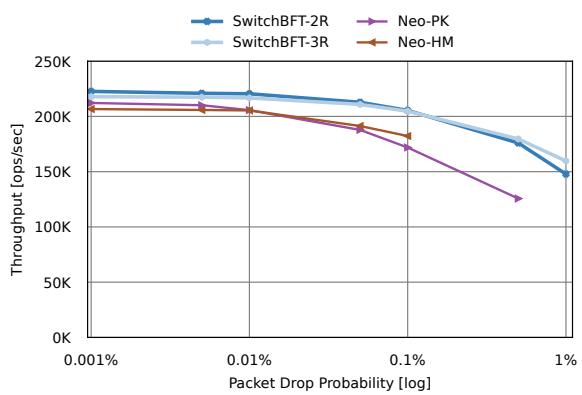 SwitchBFT-2R Neo-PK
SwitchBFT-3R Neo-HM
250K
200K
150K
100K
50K
0K
Throughput [ops/sec]
0.001% 0.01% 0.1% 1%
Packet Drop Probability [log]